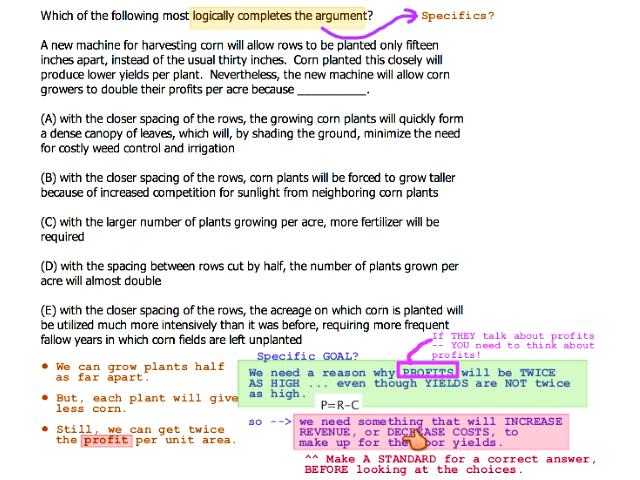 Which of the following most logically completes the argument?
Specifics?
A new machine for harvesting corn will allow rows to be planted only fifteen
inches apart, instead of the usual thirty inches. Corn planted this closely will
produce lower yields per plant. Nevertheless, the new machine will allow corn
growers to double their profits per acre because ___________.
(A) with the closer spacing of the rows, the growing corn plants will quickly form
a dense canopy of leaves, which will, by shading the ground, minimize the need
for costly weed control and irrigation
(B) with the closer spacing of the rows, corn plants will be forced to grow taller
because of increased competition for sunlight from neighboring corn plants
(C) with the larger number of plants growing per acre, more fertilizer will be
required
(D) with the spacing between rows cut by half, the number of plants grown per
acre will almost double
(E) with the closer spacing of the rows, the acreage on which corn is planted will
be utilized much more intensively than it was before, requiring more frequent
fallow years in which corn fields are left unplanted
If THEY talk about profits
-- YOU need to think about
profits!
Specific GOAL?
• We can grow plants half
as far apart.
• But, each plant will give
less corn.
• Still, we can get twice
the profit per unit area.
We need a reason why PROFITS will be TWICE
AS HIGH ... even though YIELDS are NOT twice
as high.
P=R-C
so --> we need something that will INCREASE
REVENUE, or DECREASE COSTS, to
make up for the poor yields.
^^ Make A STANDARD for a correct answer,
BEFORE looking at the choices.